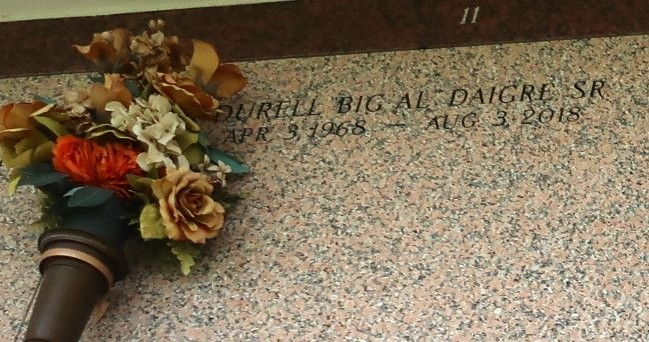 11
DURELL "BIG AL" DAIGRE SR
APR 3, 1968 — AUG 3, 2018